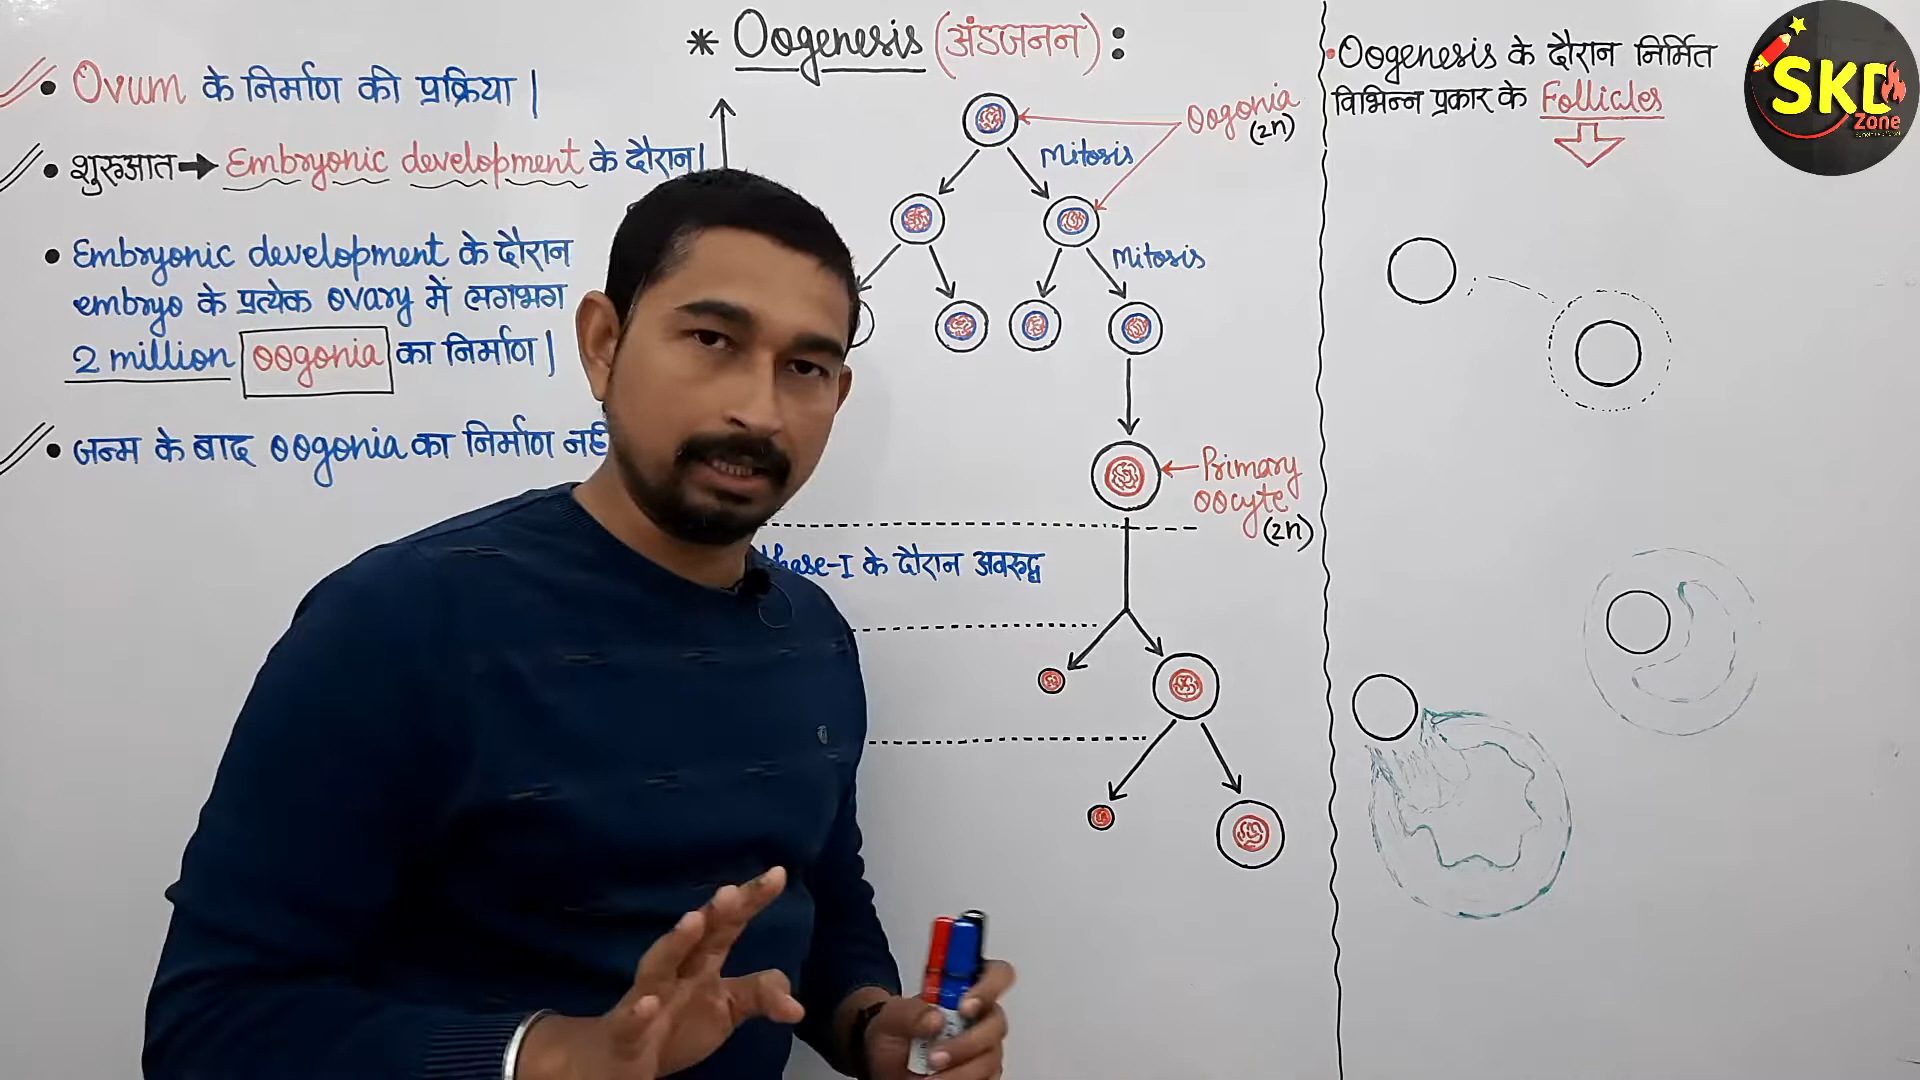 * Oogenesis (अंडजनन) :
• Ovum के निर्माण की प्रक्रिया |
• शुरुआत → Embryonic development के दौरान |
• Embryonic development के दौरान
embryo के प्रत्येक ovary में लगभग
2 million oogonia का निर्माण |
• जन्म के बाद oogonia का निर्माण
Oogonia
(2n)
Mitosis
Mitosis
Primary
oocyte
(2n)
phase-I के दौरान अवरुद्ध
• Oogenesis के दौरान निर्मित
विभिन्न प्रकार के Follicles
SKD
Zone